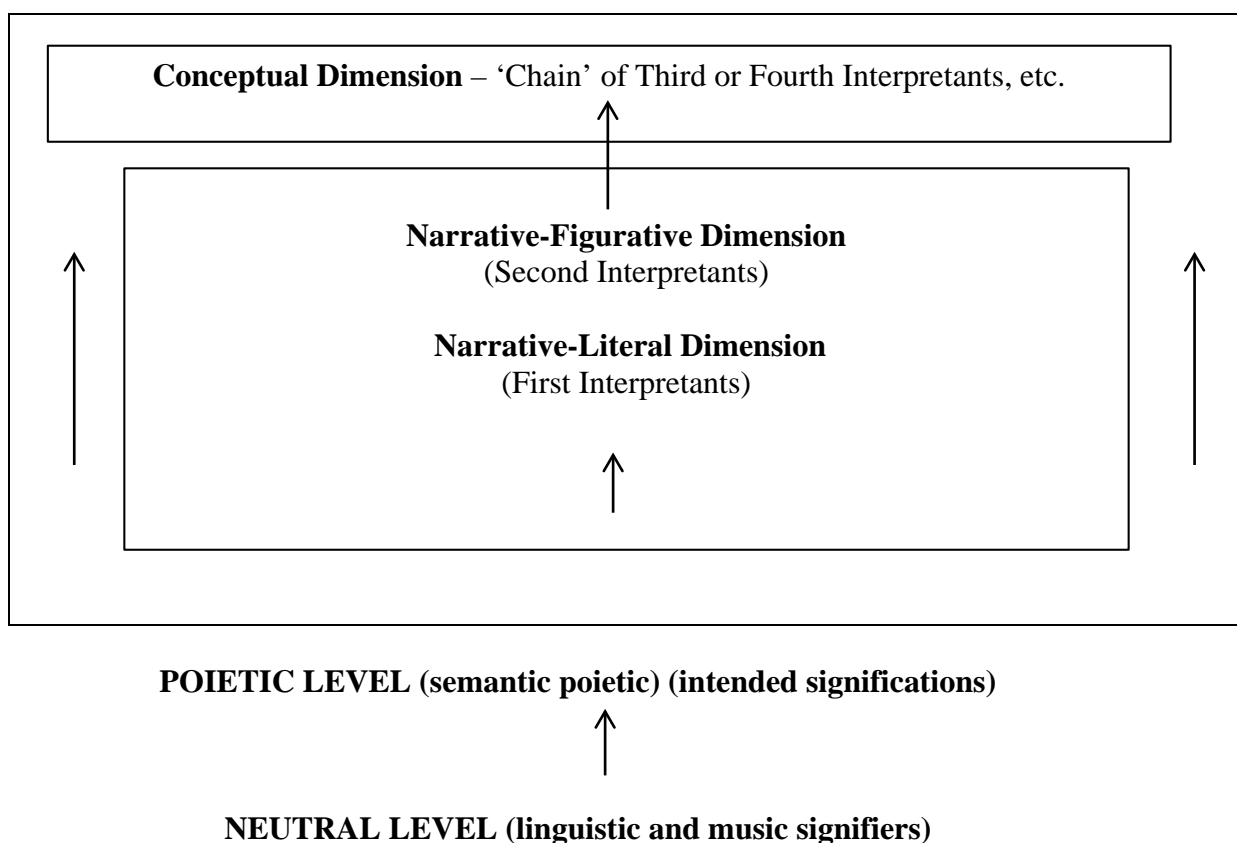 Conceptual Dimension – ‘Chain’ of Third or Fourth Interpretants, etc.
Narrative-Figurative Dimension
(Second Interpretants)
Narrative-Literal Dimension
(First Interpretants)
POIETIC LEVEL (semantic poietic) (intended significations)
NEUTRAL LEVEL (linguistic and music signifiers)